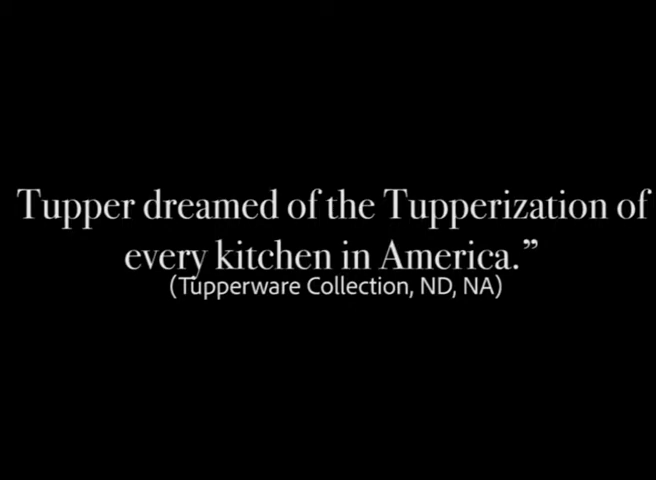 Tupper dreamed of the Tupperization of
every kitchen in America.”
(Tupperware Collection, ND, NA)